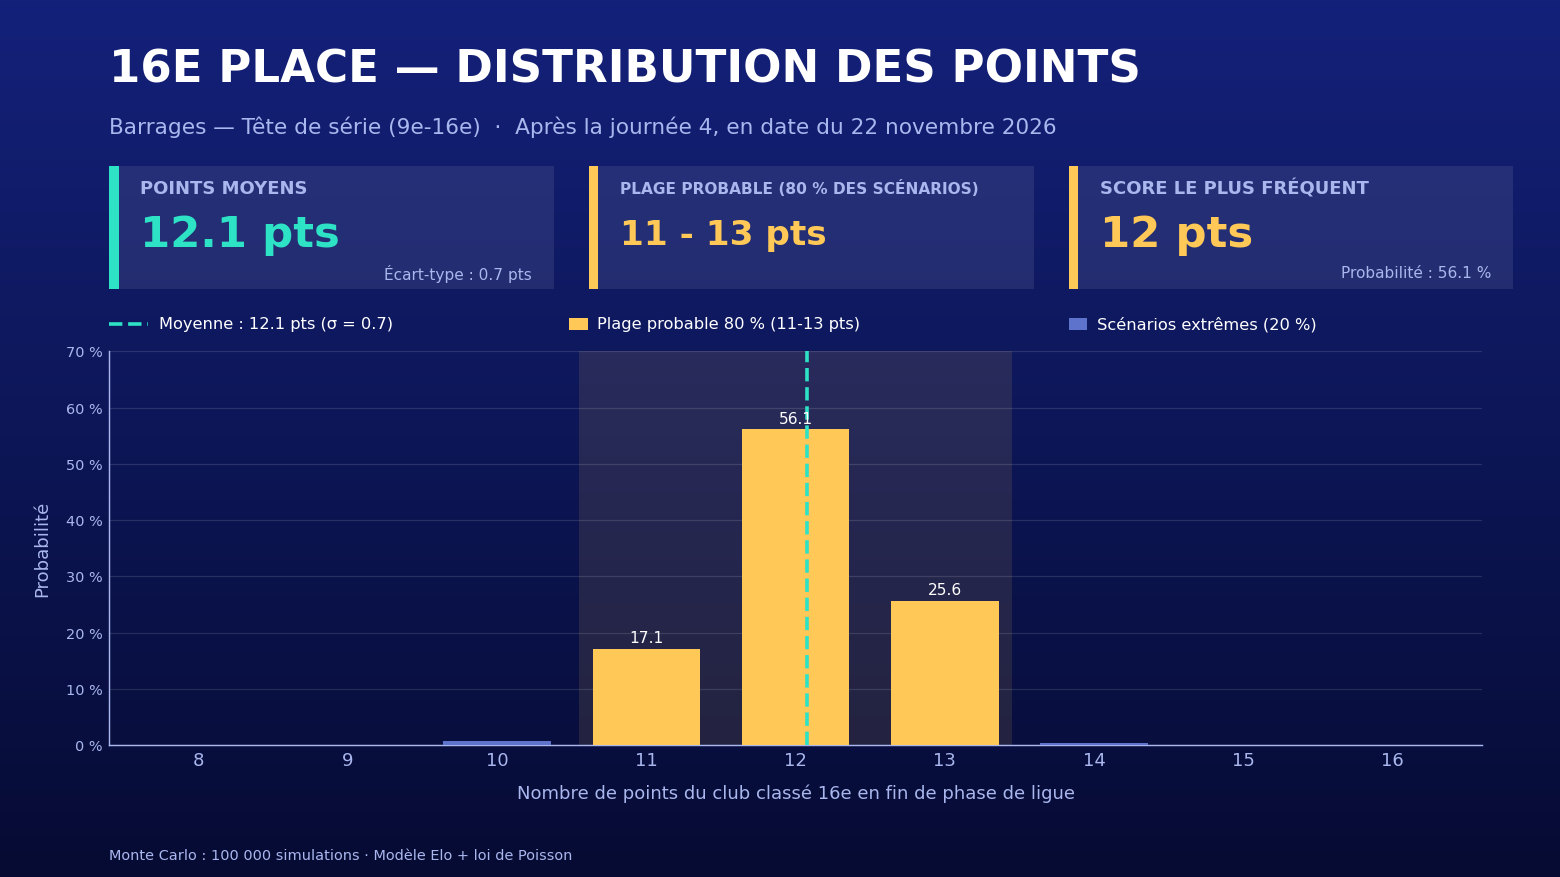 16E PLACE — DISTRIBUTION DES POINTS
Barrages — Tête de série (9e-16e)  ·  Après la journée 4, en date du 22 novembre 2026
POINTS MOYENS
12.1 pts
Écart-type : 0.7 pts
PLAGE PROBABLE (80 % DES SCÉNARIOS)
11 - 13 pts
SCORE LE PLUS FRÉQUENT
12 pts
Probabilité : 56.1 %
Moyenne : 12.1 pts (σ = 0.7)
Plage probable 80 % (11-13 pts)
Scénarios extrêmes (20 %)
70 %
60 %
50 %
40 %
30 %
20 %
10 %
0 %
Probabilité
17.1
56.1
25.6
8
9
10
11
12
13
14
15
16
Nombre de points du club classé 16e en fin de phase de ligue
Monte Carlo : 100 000 simulations · Modèle Elo + loi de Poisson